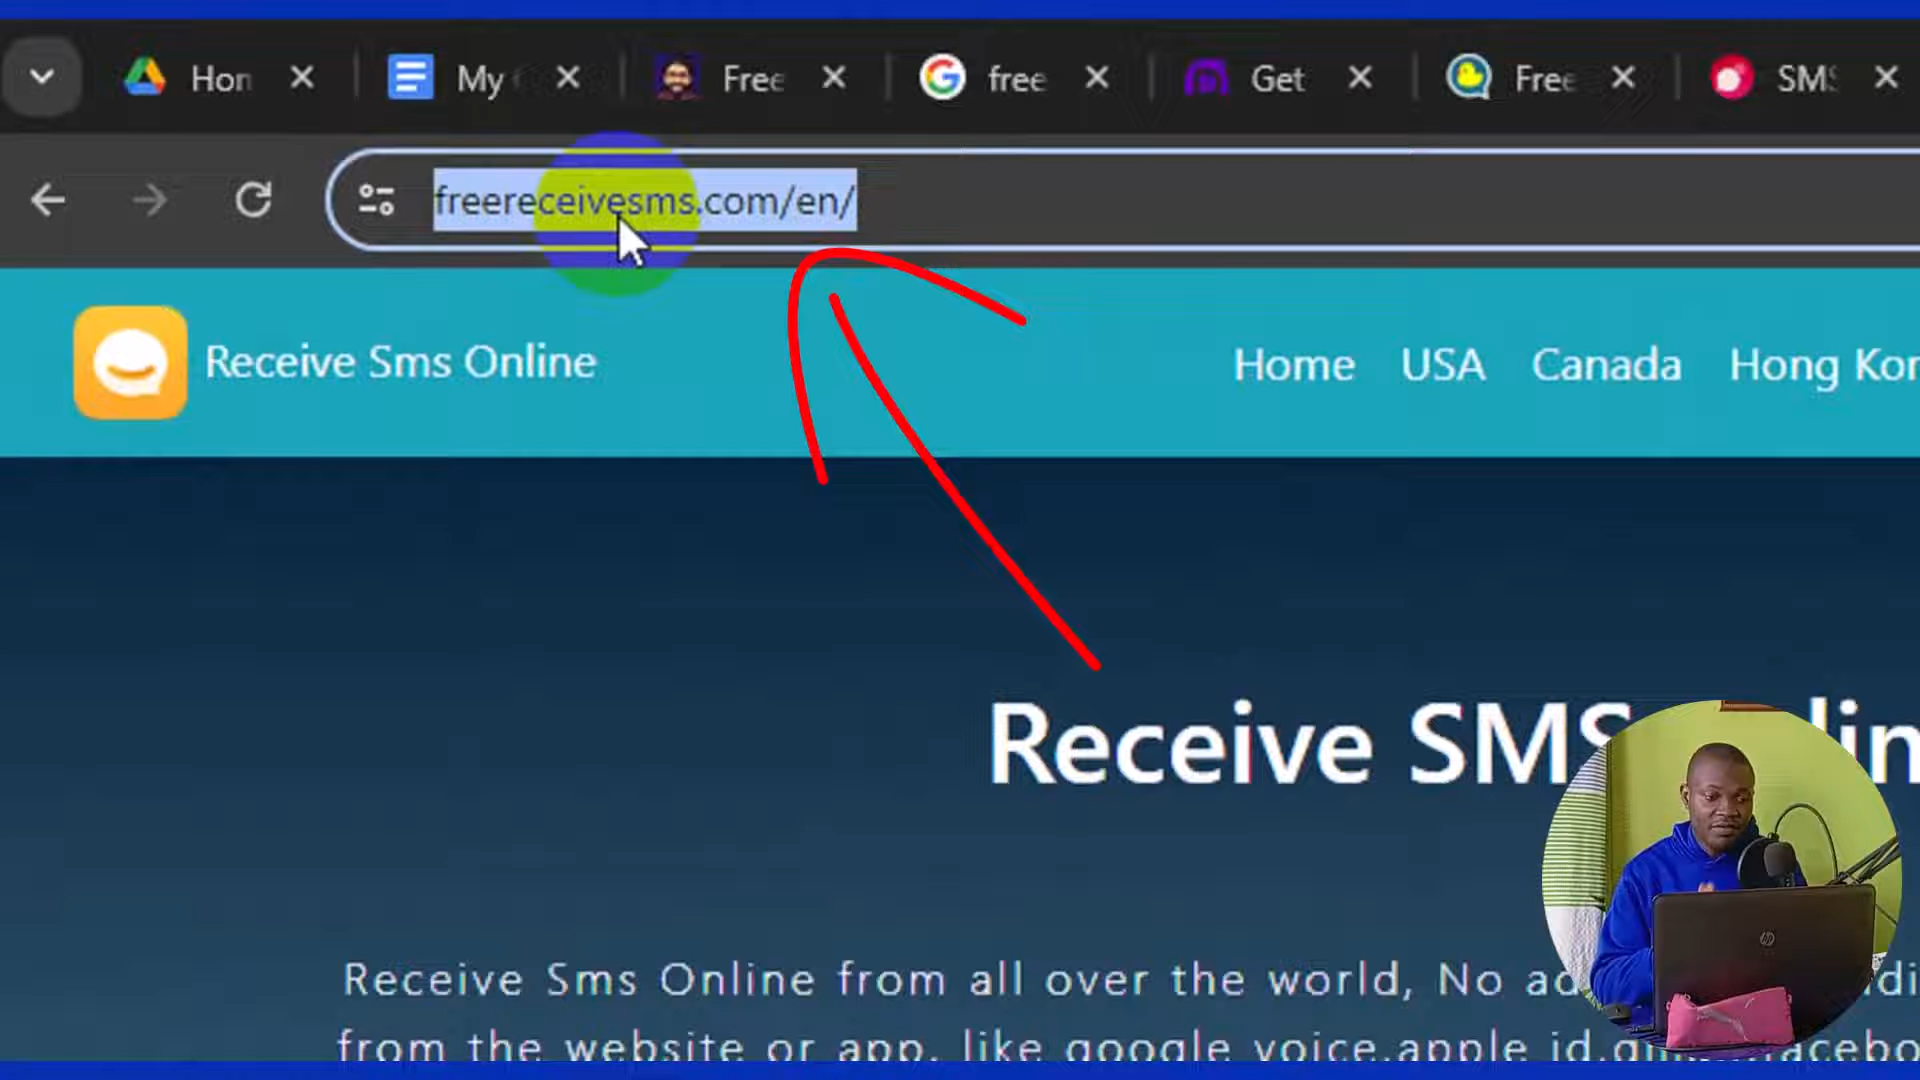 Hon
My
Free
free
Get
Free
SMS
freereceivesms.com/en/
Receive Sms Online
Home
USA
Canada
Hong Kon
Receive SMS
Receive Sms Online from all over the world, No
from the website or app, like google voice,apple id,
hp